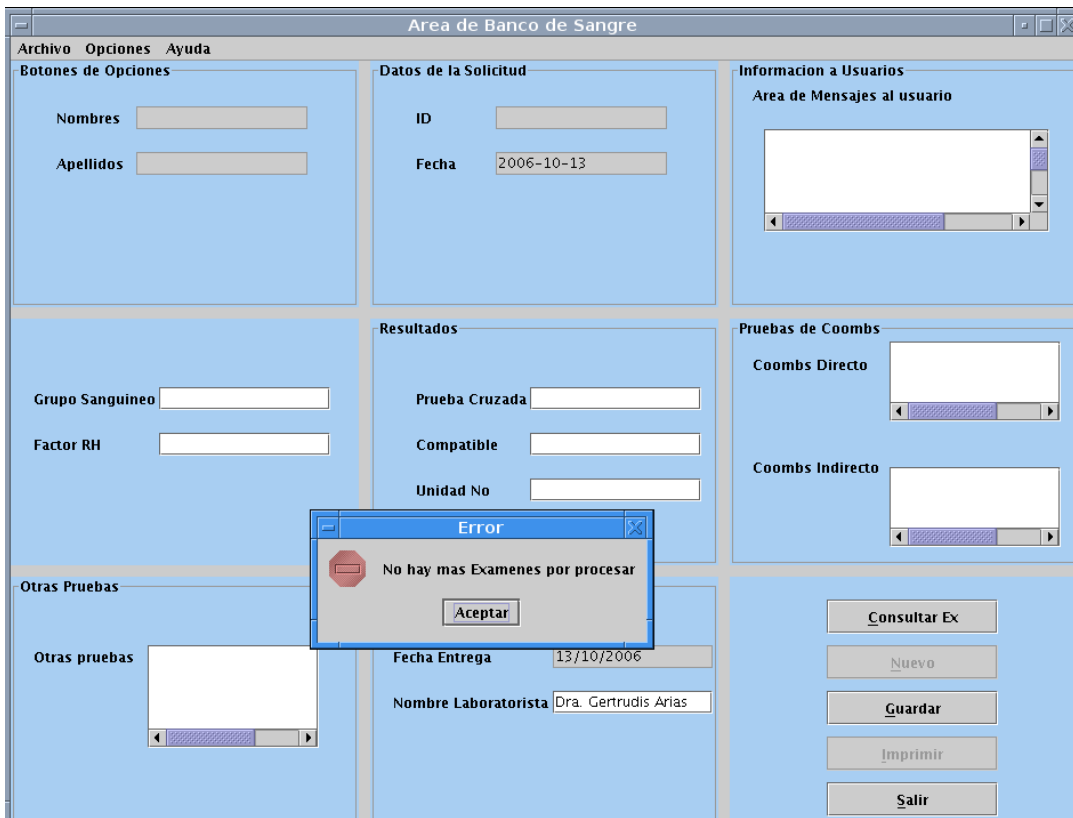 Area de Banco de Sangre
Archivo Opciones Ayuda
Botones de Opciones
Nombres
Apellidos
Datos de la Solicitud
ID
Fecha 2006-10-13
Informacion a Usuarios
Area de Mensajes al usuario
Grupo Sanguineo
Factor RH
Resultados
Prueba Cruzada
Compatible
Unidad No
Pruebas de Coombs
Coombs Directo
Coombs Indirecto
Error
No hay mas Examenes por procesar
Aceptar
Otras Pruebas
Otras pruebas
Fecha Entrega 13/10/2006
Nombre Laboratorista Dra. Gertrudis Arias
Consultar Ex
Nuevo
Guardar
Imprimir
Salir